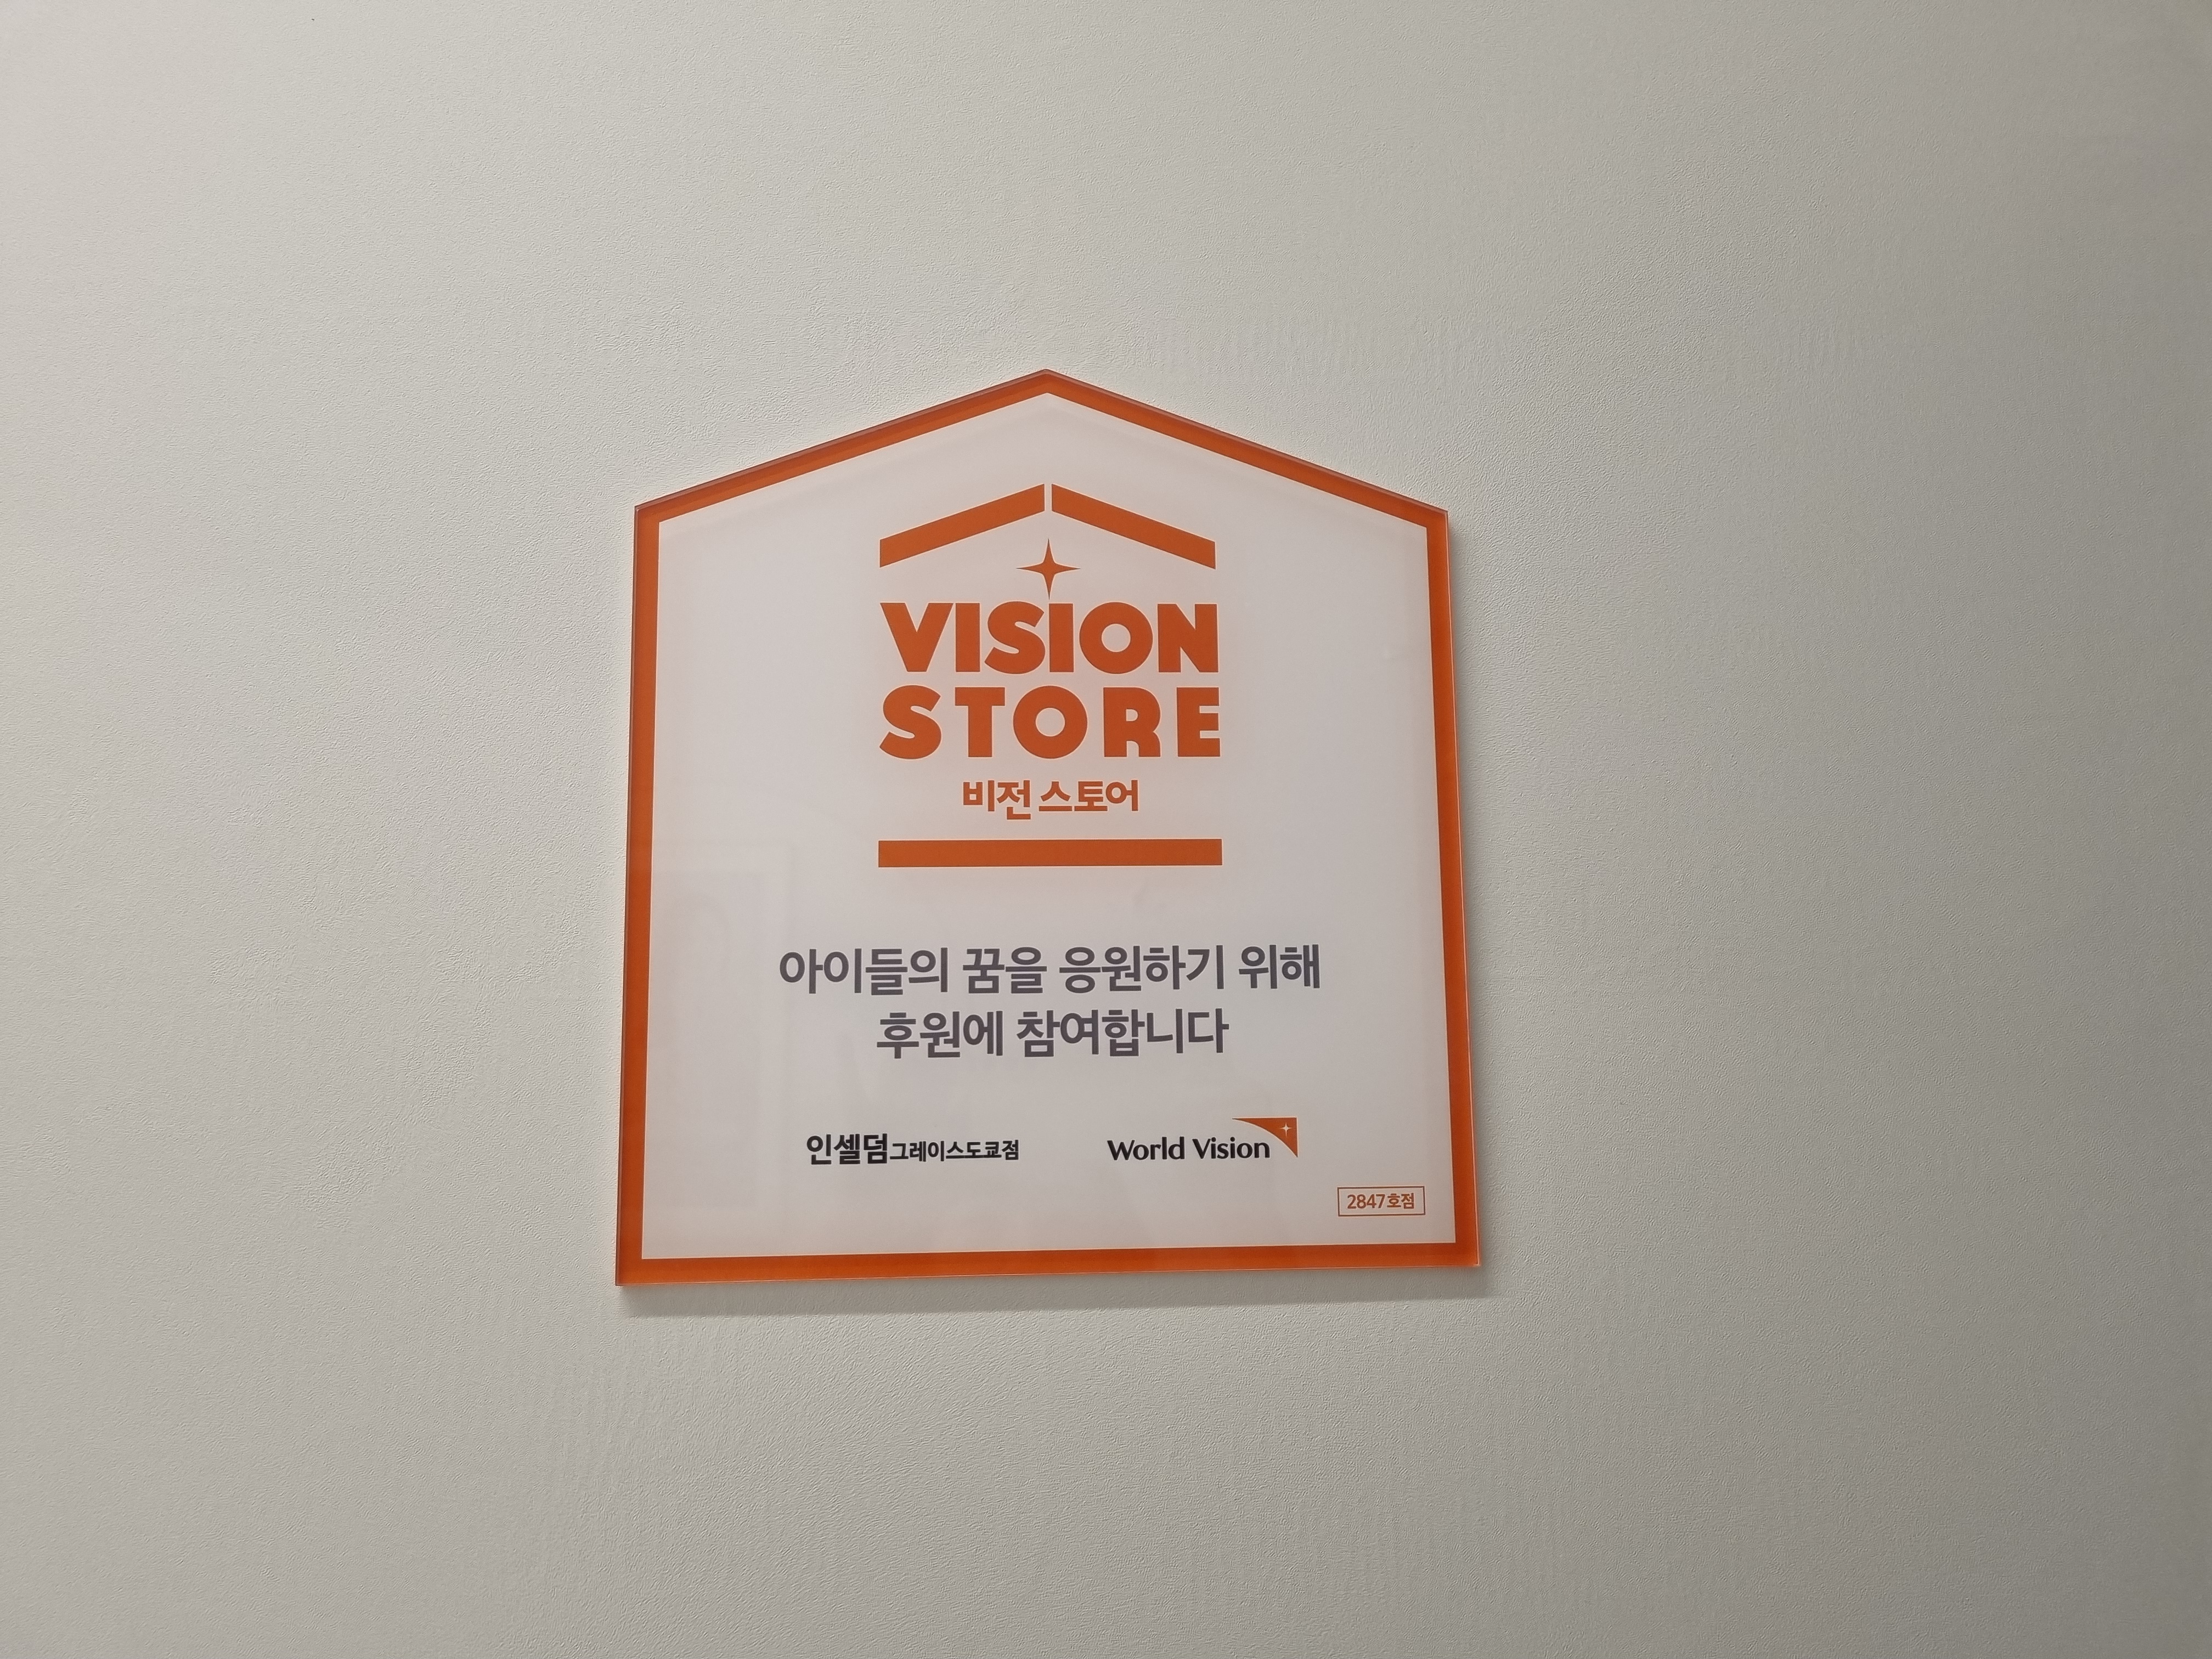 VISION
STORE
비전 스토어
아이들의 꿈을 응원하기 위해
후원에 참여합니다
인셀덤그레이스도쿄점
World Vision
2847호점